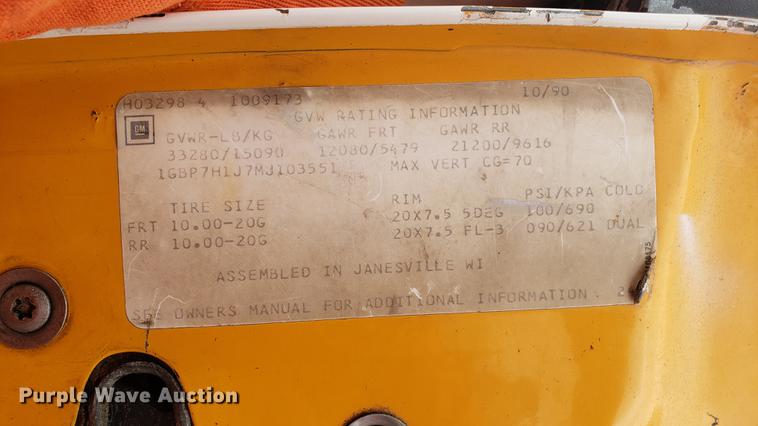 H03298 4 1009173 10/90
GVW RATING INFORMATION
GM
GVWR-LB/KG GAWR FRT GAWR RR
33280/15090 12080/5479 21200/9616
1GBP7H1J7MJ103551 MAX VERT CG=70
TIRE SIZE RIM PSI/KPA COLD
FRT 10.00-20G 20X7.5 5DEG 100/690
RR 10.00-20G 20X7.5 FL-3 090/621 DUAL
ASSEMBLED IN JANESVILLE WI
SEE OWNERS MANUAL FOR ADDITIONAL INFORMATION . 2
Purple Wave Auction